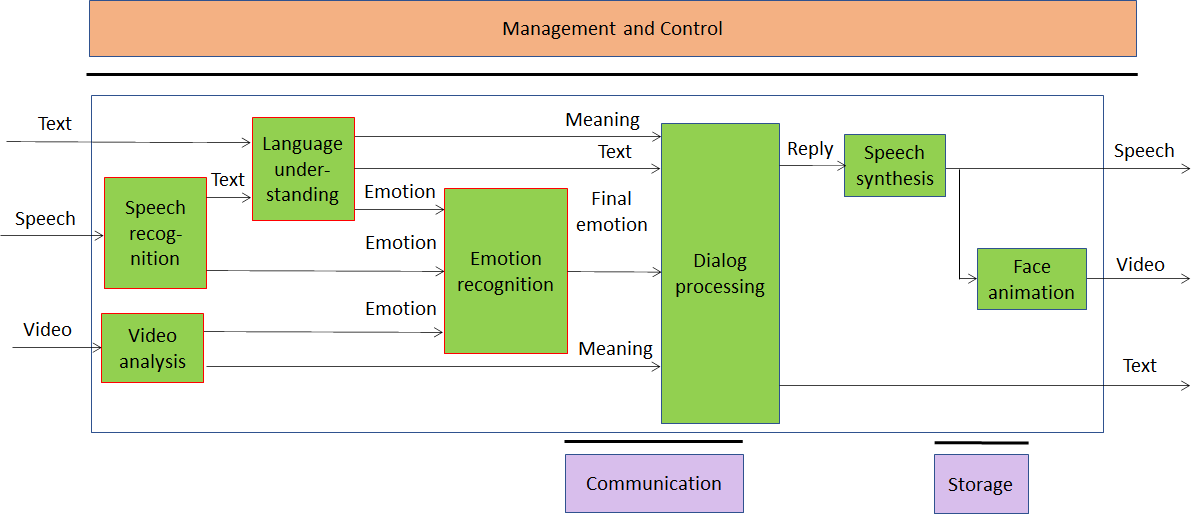 Management and Control
Text
Meaning
Language
under-
standing
Text
Reply
Speech
synthesis
Speech
Text
Emotion
Speech
Speech
recog-
nition
Final
emotion
Emotion
Emotion
recognition
Dialog
processing
Face
animation
Video
Emotion
Video
Video
analysis
Meaning
Text
Communication
Storage